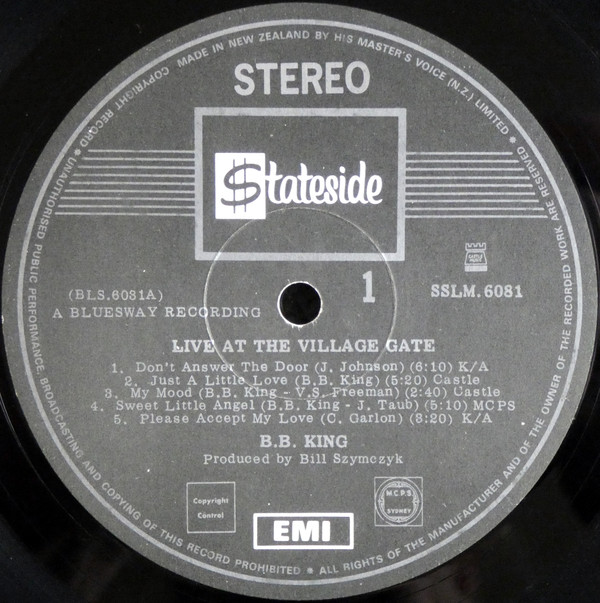 COPYRIGHT RECORD • MADE IN NEW ZEALAND BY HIS MASTER'S VOICE (N.Z.) LIMITED •
STEREO
$tateside
1
(BLS.6081A)
SSLM.6081
A BLUESWAY RECORDING
LIVE AT THE VILLAGE GATE
1. Don't Answer The Door (J. Johnson) (6:10) K/A
2. Just A Little Love (B.B. King) (5:20) Castle
3. My Mood (B.B. King - V.S. Freeman) (2:40) Castle
4. Sweet Little Angel (B.B. King - J. Taub) (5:10) MCPS
5. Please Accept My Love (C. Garlon) (3:20) K/A
B.B. KING
Produced by Bill Szymczyk
Copyright
Control
M.C.P.S.
SYDNEY
EMI
UNAUTHORISED PUBLIC PERFORMANCE, BROADCASTING AND COPYING OF THIS RECORD PROHIBITED • ALL RIGHTS OF THE MANUFACTURER AND OF THE OWNER OF THE RECORDED WORK ARE RESERVED •